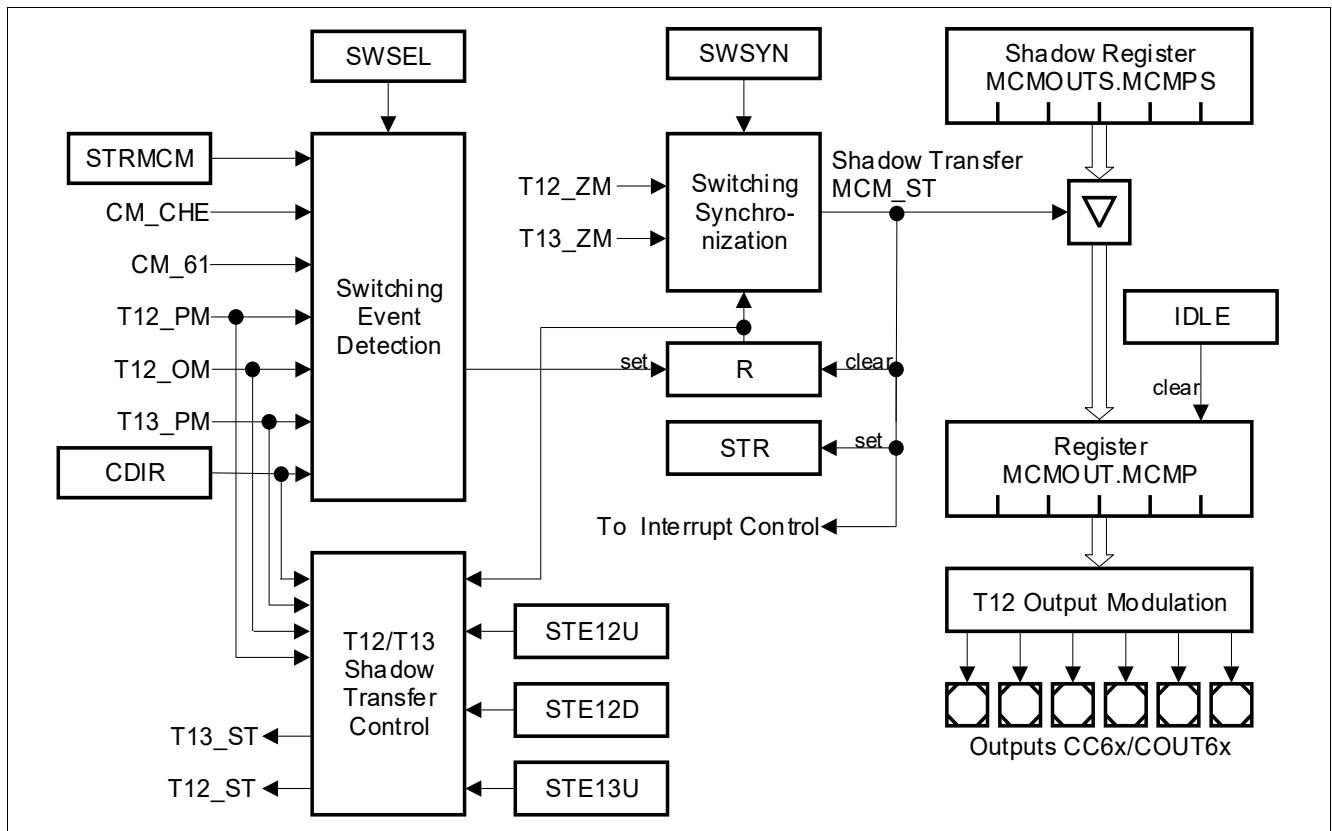 SWSEL
SWSYN
Shadow Register
MCMOUTS.MCMPS
STRMCM
CM_CHE
CM_61
T12_PM
T12_OM
T13_PM
CDIR
Switching
Event
Detection
T12_ZM
T13_ZM
Switching
Synchro-
nization
Shadow Transfer
MCM_ST
IDLE
clear
set
R
clear
STR
set
To Interrupt Control
Register
MCMOUT.MCMP
T12 Output Modulation
Outputs CC6x/COUT6x
T12/T13
Shadow
Transfer
Control
STE12U
STE12D
STE13U
T13_ST
T12_ST